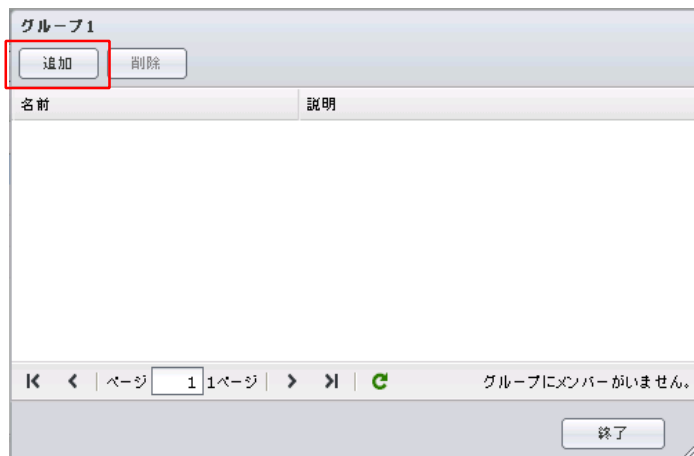 グループ1
追加 削除
名前 説明
ページ 1 1ページ グループにメンバーがいません。
終了